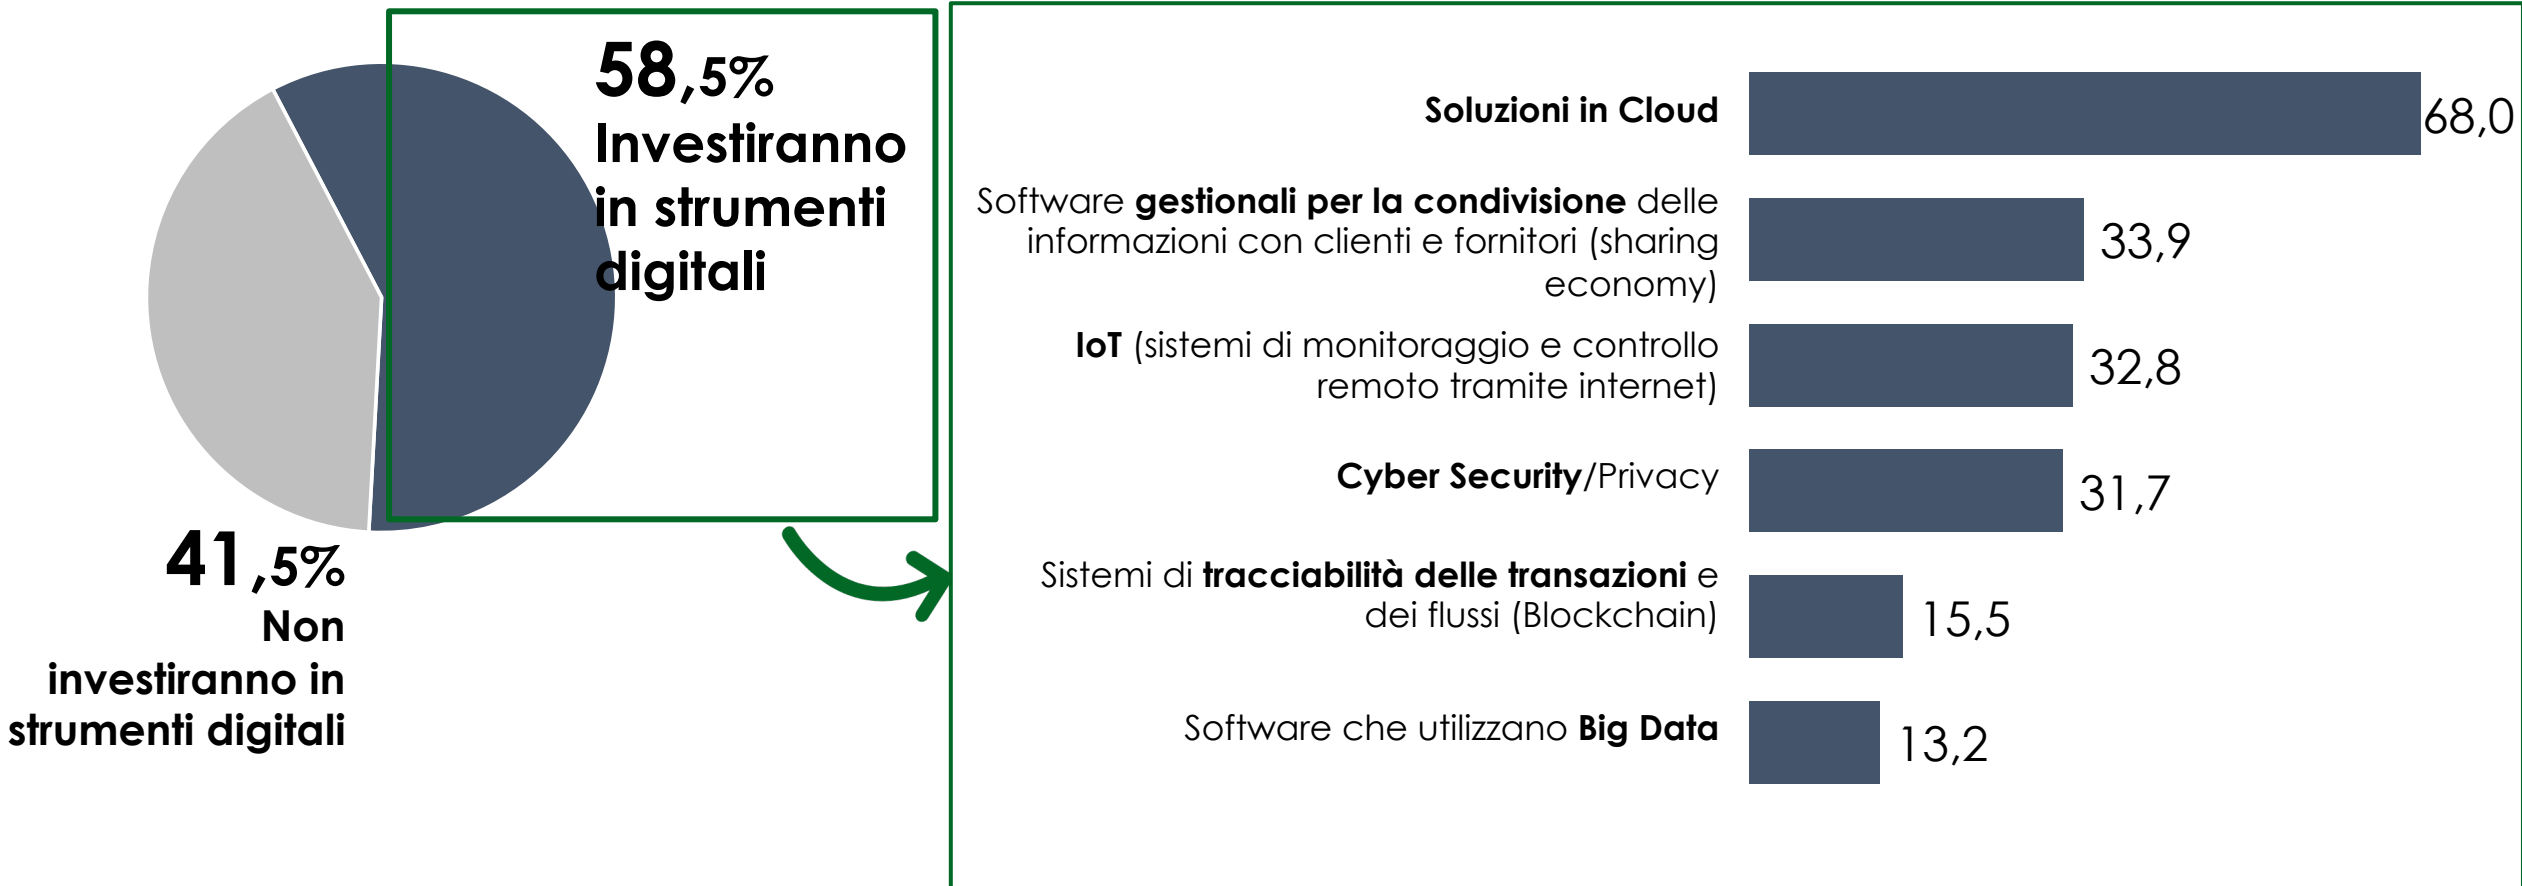 58,5%
Investiranno
in strumenti
digitali
41,5%
Non
investiranno in
strumenti digitali
Soluzioni in Cloud
68,0
Software gestionali per la condivisione delle
informazioni con clienti e fornitori (sharing
economy)
33,9
IoT (sistemi di monitoraggio e controllo
remoto tramite internet)
32,8
Cyber Security/Privacy
31,7
Sistemi di tracciabilità delle transazioni e
dei flussi (Blockchain)
15,5
Software che utilizzano Big Data
13,2